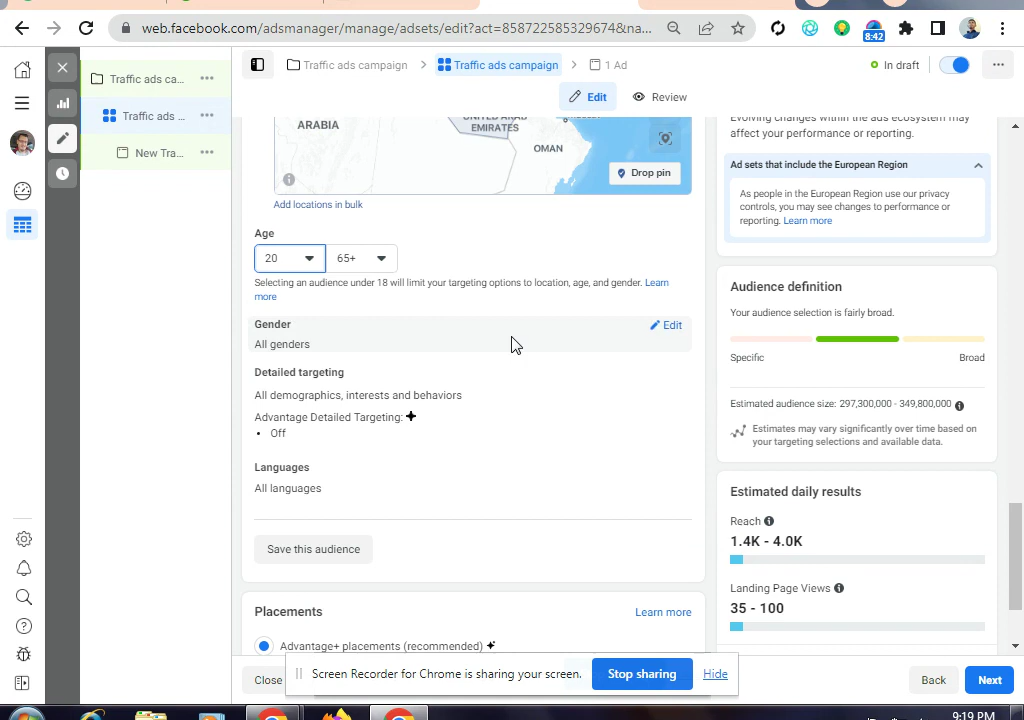 web.facebook.com/adsmanager/manage/adsets/edit?act=858722585329674&na...
8:42
Traffic ads ca...
Traffic ads ...
New Tra...
Traffic ads campaign
Traffic ads campaign
1 Ad
In draft
Edit
Review
ARABIA
UNITED ARAB
EMIRATES
OMAN
Drop pin
Add locations in bulk
Age
20
65+
Selecting an audience under 18 will limit your targeting options to location, age, and gender. Learn
more
Gender
Edit
All genders
Detailed targeting
All demographics, interests and behaviors
Advantage Detailed Targeting:
• Off
Languages
All languages
Save this audience
Placements
Learn more
Advantage+ placements (recommended)
Evolving changes within the ads ecosystem may
affect your performance or reporting.
Ad sets that include the European Region
As people in the European Region use our privacy
controls, you may see changes to performance or
reporting. Learn more
Audience definition
Your audience selection is fairly broad.
Specific
Broad
Estimated audience size: 297,300,000 - 349,800,000
Estimates may vary significantly over time based on
your targeting selections and available data.
Estimated daily results
Reach
1.4K - 4.0K
Landing Page Views
35 - 100
Close
Screen Recorder for Chrome is sharing your screen.
Stop sharing
Hide
Back
Next
9:19 PM